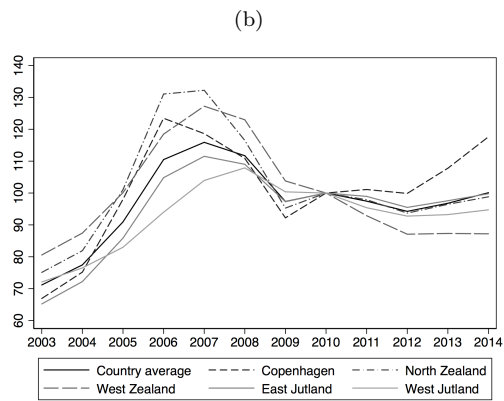 (b)
140
130
120
110
100
90
80
70
60
2003 2004 2005 2006 2007 2008 2009 2010 2011 2012 2013 2014
Country average Copenhagen North Zealand
West Zealand East Jutland West Jutland